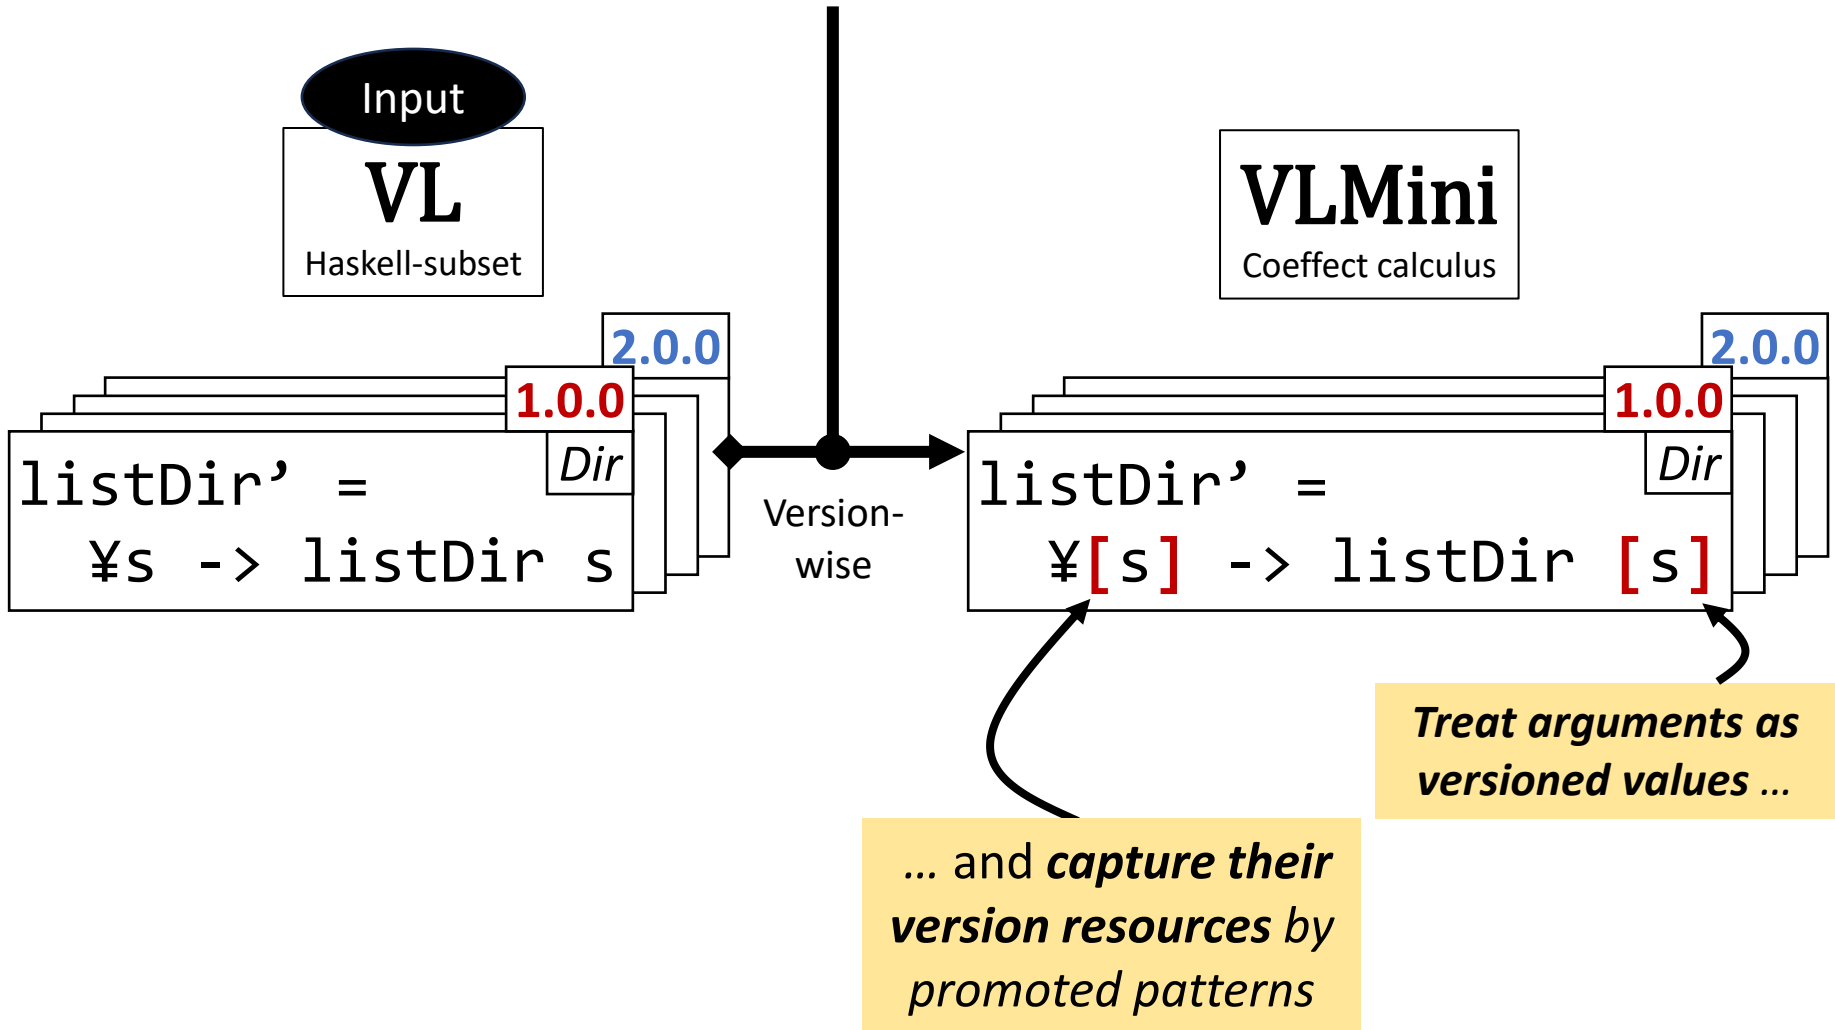 Input
VL
Haskell-subset
2.0.0
1.0.0
Dir
listDir’ =
¥s -> listDir s
Version-
wise
VLMini
Coeffect calculus
2.0.0
1.0.0
Dir
listDir’ =
¥[s] -> listDir [s]
Treat arguments as
versioned values …
… and capture their
version resources by
promoted patterns